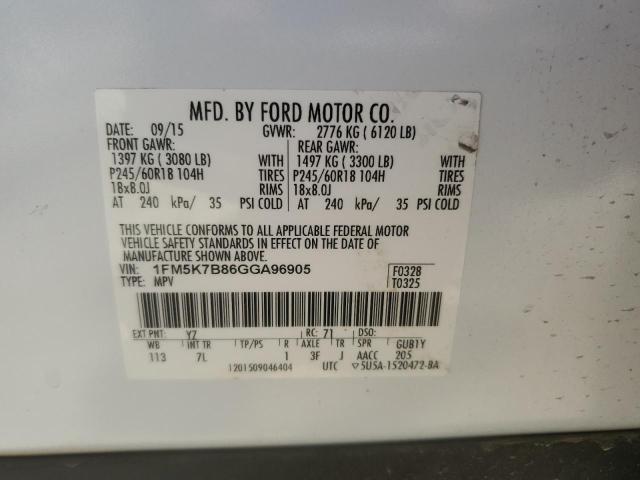 MFD. BY FORD MOTOR CO.
DATE: 09/15 GVWR: 2776 KG ( 6120 LB)
FRONT GAWR: REAR GAWR:
1397 KG ( 3080 LB) WITH 1497 KG ( 3300 LB) WITH
P245/60R18 104H TIRES P245/60R18 104H TIRES
18x8.0J RIMS 18x8.0J RIMS
AT 240 kPa/ 35 PSI COLD AT 240 kPa/ 35 PSI COLD
THIS VEHICLE CONFORMS TO ALL APPLICABLE FEDERAL MOTOR
VEHICLE SAFETY STANDARDS IN EFFECT ON THE DATE OF
MANUFACTURE SHOWN ABOVE.
VIN: 1FM5K7B86GGA96905 F0328
TYPE: MPV T0325
EXT PNT: Y7 RC: 71 DSO:
WB INT TR TP/PS R AXLE TR SPR GUB1Y
113 7L 1 3F J AACC 205
1201509046404 UTC ▽5U5A-1520472-BA